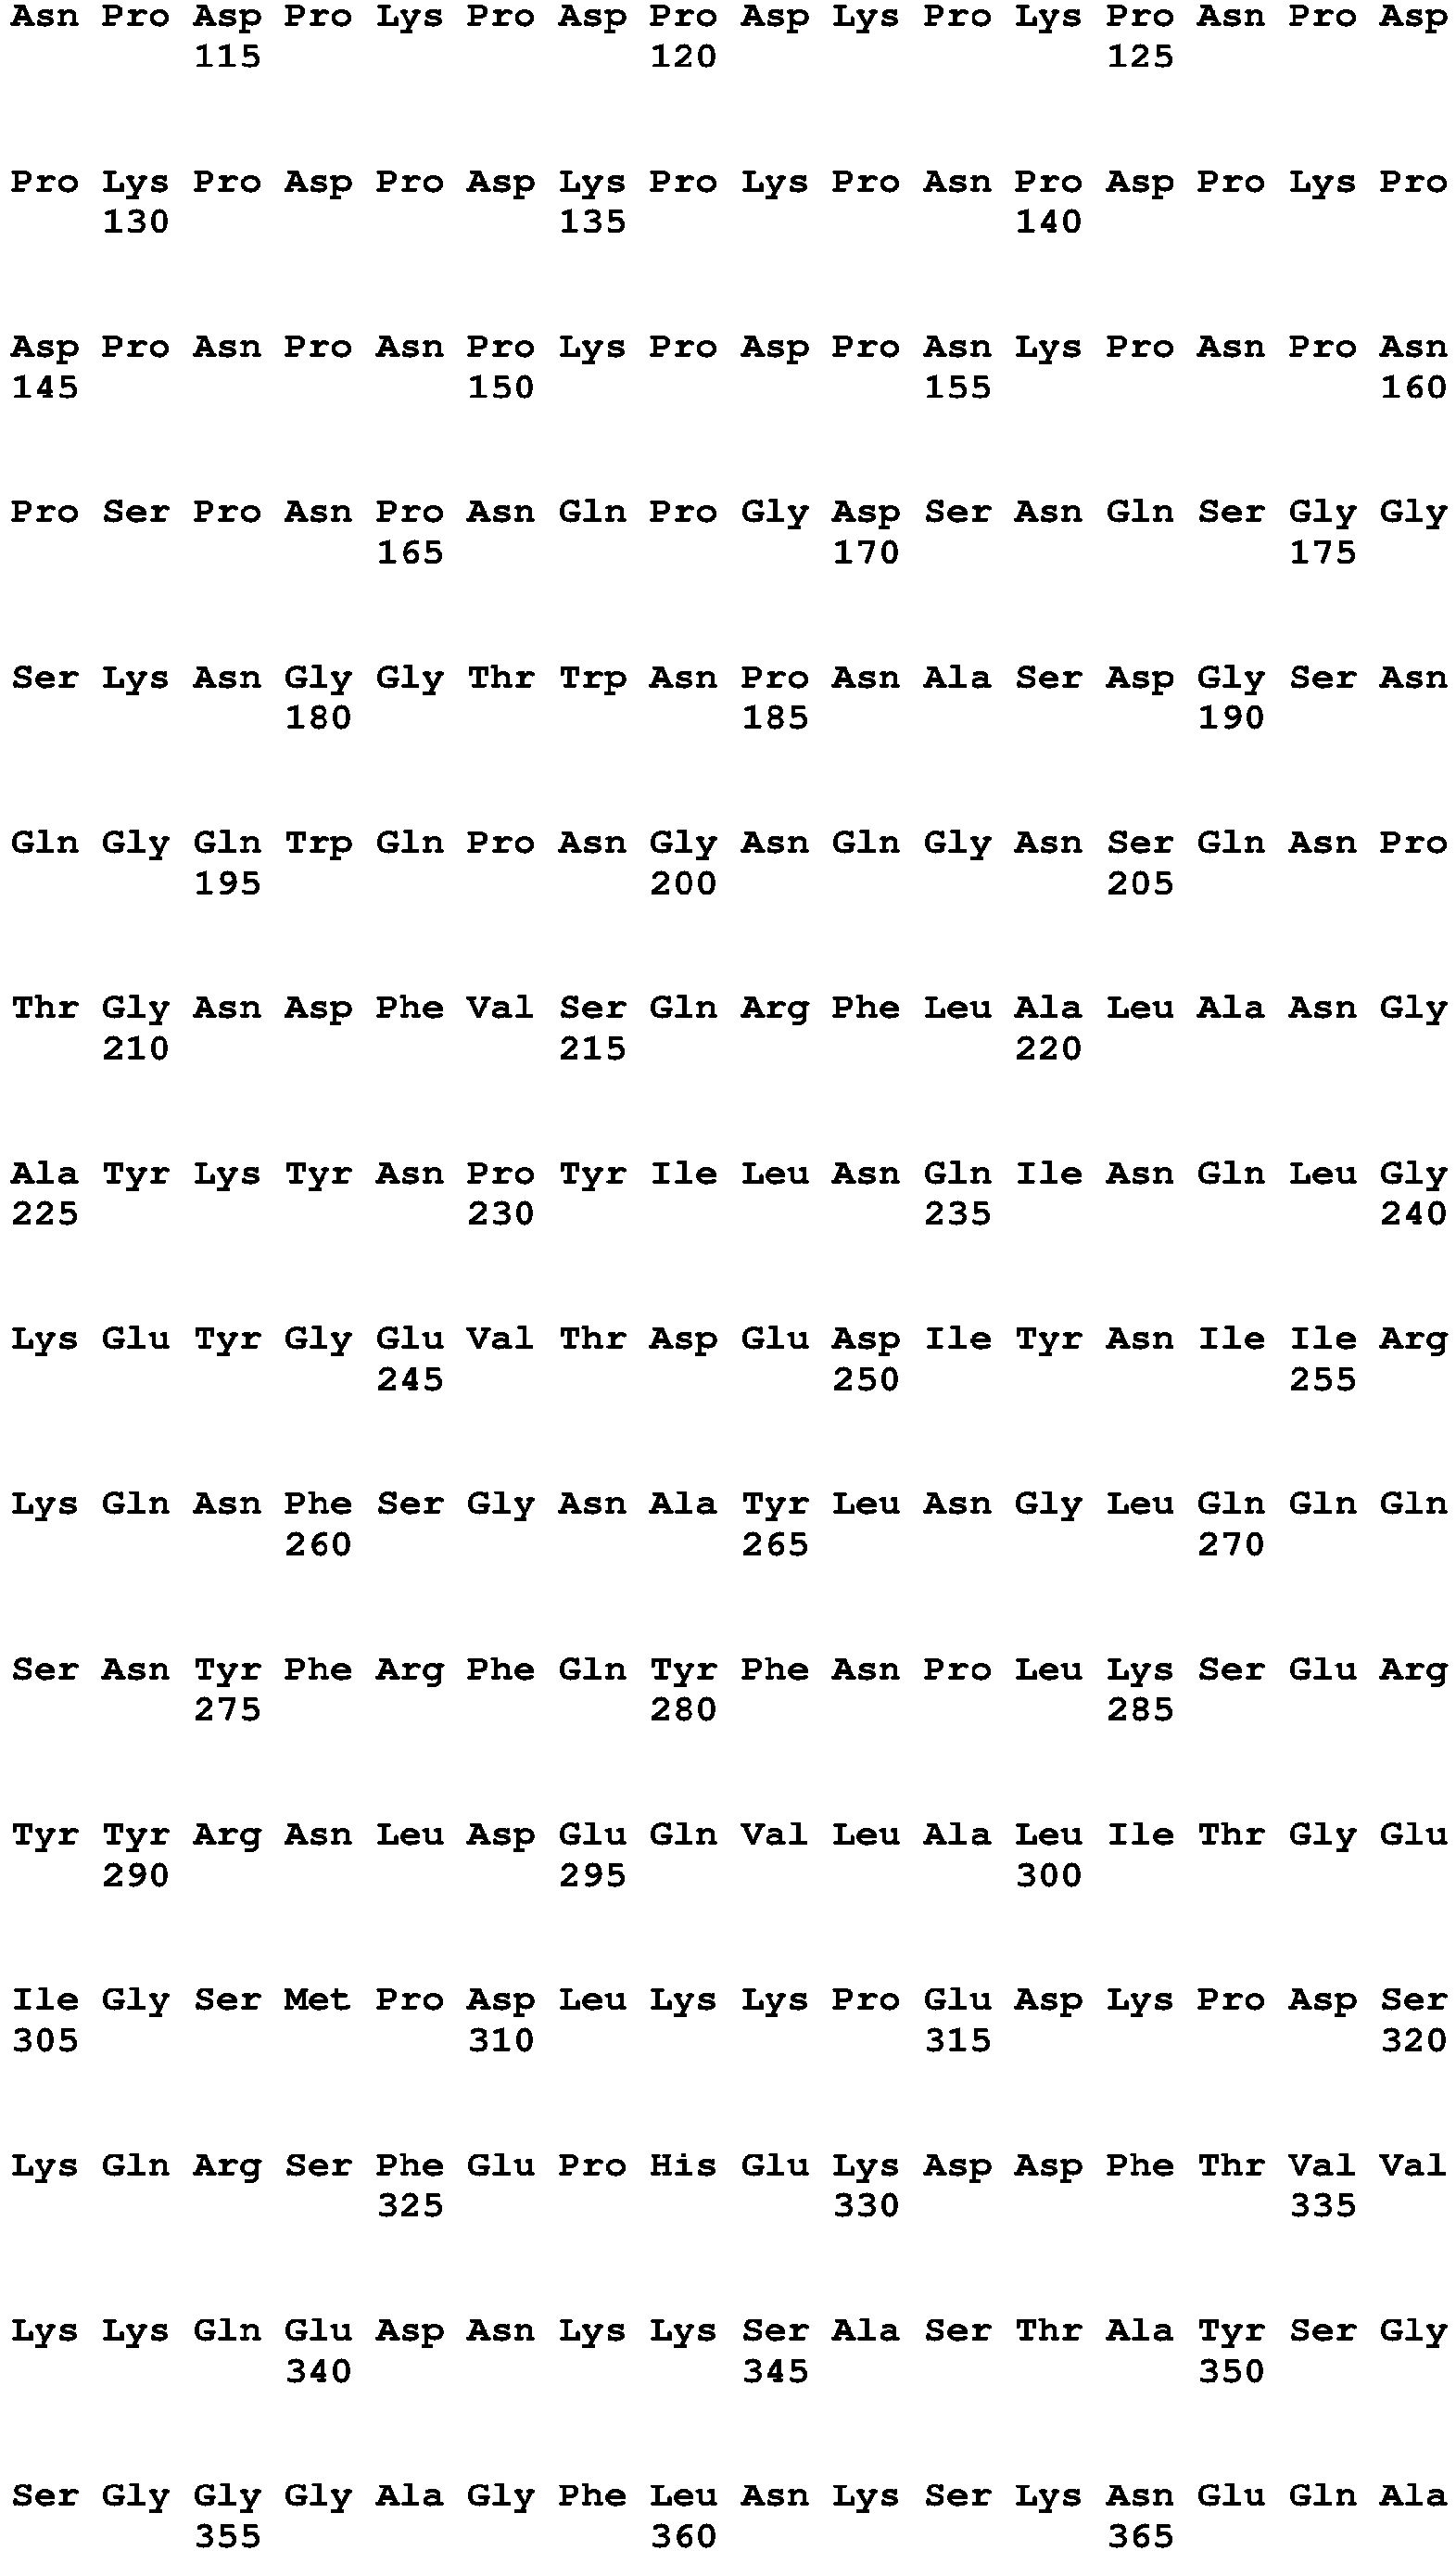 Asn Pro Asp Pro Lys Pro Asp Pro Asp Lys Pro Lys Pro Asn Pro Asp
115 120 125
Pro Lys Pro Asp Pro Asp Lys Pro Lys Pro Asn Pro Asp Pro Lys Pro
130 135 140
Asp Pro Asn Pro Asn Pro Lys Pro Asp Pro Asn Lys Pro Asn Pro Asn
145 150 155 160
Pro Ser Pro Asn Pro Asn Gln Pro Gly Asp Ser Asn Gln Ser Gly Gly
165 170 175
Ser Lys Asn Gly Gly Thr Trp Asn Pro Asn Ala Ser Asp Gly Ser Asn
180 185 190
Gln Gly Gln Trp Gln Pro Asn Gly Asn Gln Gly Asn Ser Gln Asn Pro
195 200 205
Thr Gly Asn Asp Phe Val Ser Gln Arg Phe Leu Ala Leu Ala Asn Gly
210 215 220
Ala Tyr Lys Tyr Asn Pro Tyr Ile Leu Asn Gln Ile Asn Gln Leu Gly
225 230 235 240
Lys Glu Tyr Gly Glu Val Thr Asp Glu Asp Ile Tyr Asn Ile Ile Arg
245 250 255
Lys Gln Asn Phe Ser Gly Asn Ala Tyr Leu Asn Gly Leu Gln Gln Gln
260 265 270
Ser Asn Tyr Phe Arg Phe Gln Tyr Phe Asn Pro Leu Lys Ser Glu Arg
275 280 285
Tyr Tyr Arg Asn Leu Asp Glu Gln Val Leu Ala Leu Ile Thr Gly Glu
290 295 300
Ile Gly Ser Met Pro Asp Leu Lys Lys Pro Glu Asp Lys Pro Asp Ser
305 310 315 320
Lys Gln Arg Ser Phe Glu Pro His Glu Lys Asp Asp Phe Thr Val Val
325 330 335
Lys Lys Gln Glu Asp Asn Lys Lys Ser Ala Ser Thr Ala Tyr Ser Gly
340 345 350
Ser Gly Gly Gly Ala Gly Phe Leu Asn Lys Ser Lys Asn Glu Gln Ala
355 360 365